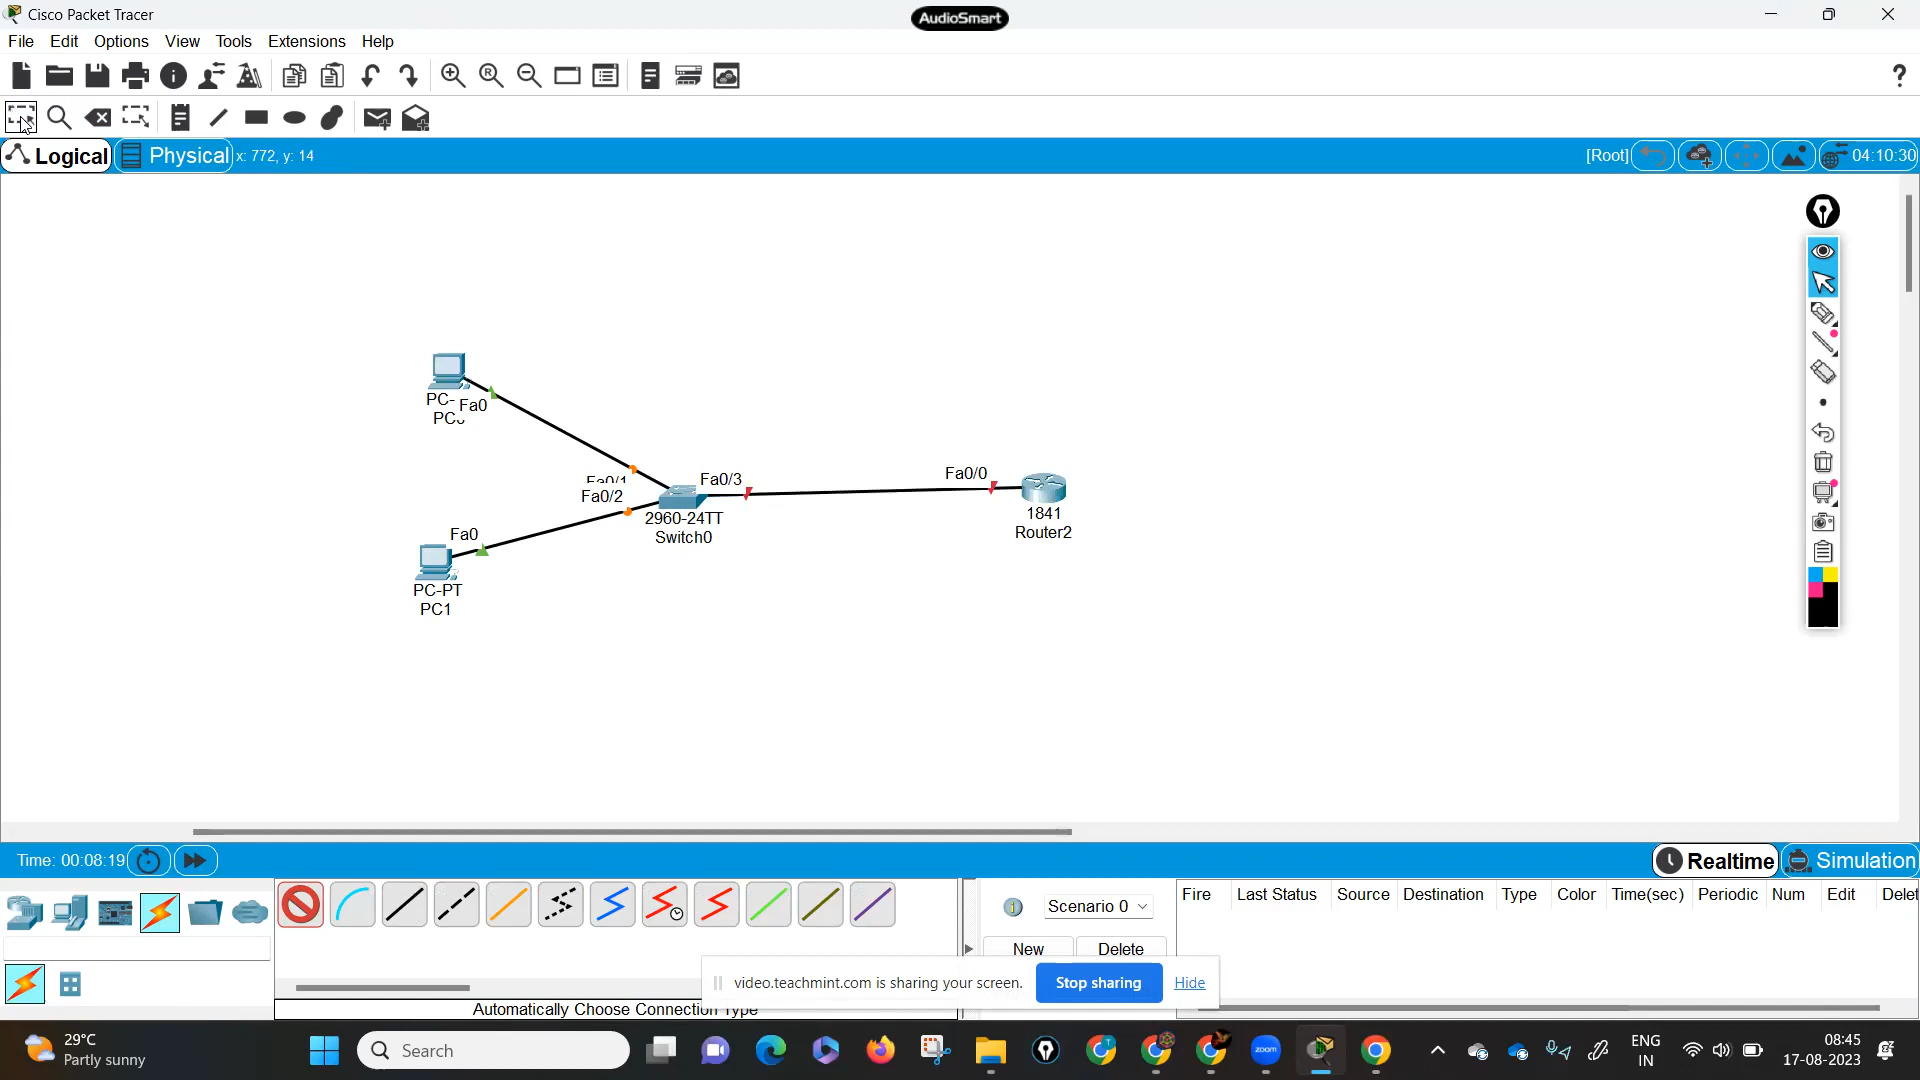 Cisco Packet Tracer
AudioSmart
File Edit Options View Tools Extensions Help
?
Logical Physical x: 772, y: 14
[Root] 04:10:30
PC-
Fa0
Fa0/1
Fa0/2
Fa0/3
Fa0/0
2960-24TT
Switch0
1841
Router2
Fa0
PC-PT
PC1
Time: 00:08:19
Realtime Simulation
Scenario 0
New Delete
Fire Last Status Source Destination Type Color Time(sec) Periodic Num Edit Delet
video.teachmint.com is sharing your screen. Stop sharing Hide
Automatically Choose Connection Type
29°C
Partly sunny
Search
zoom
ENG
IN
08:45
17-08-2023